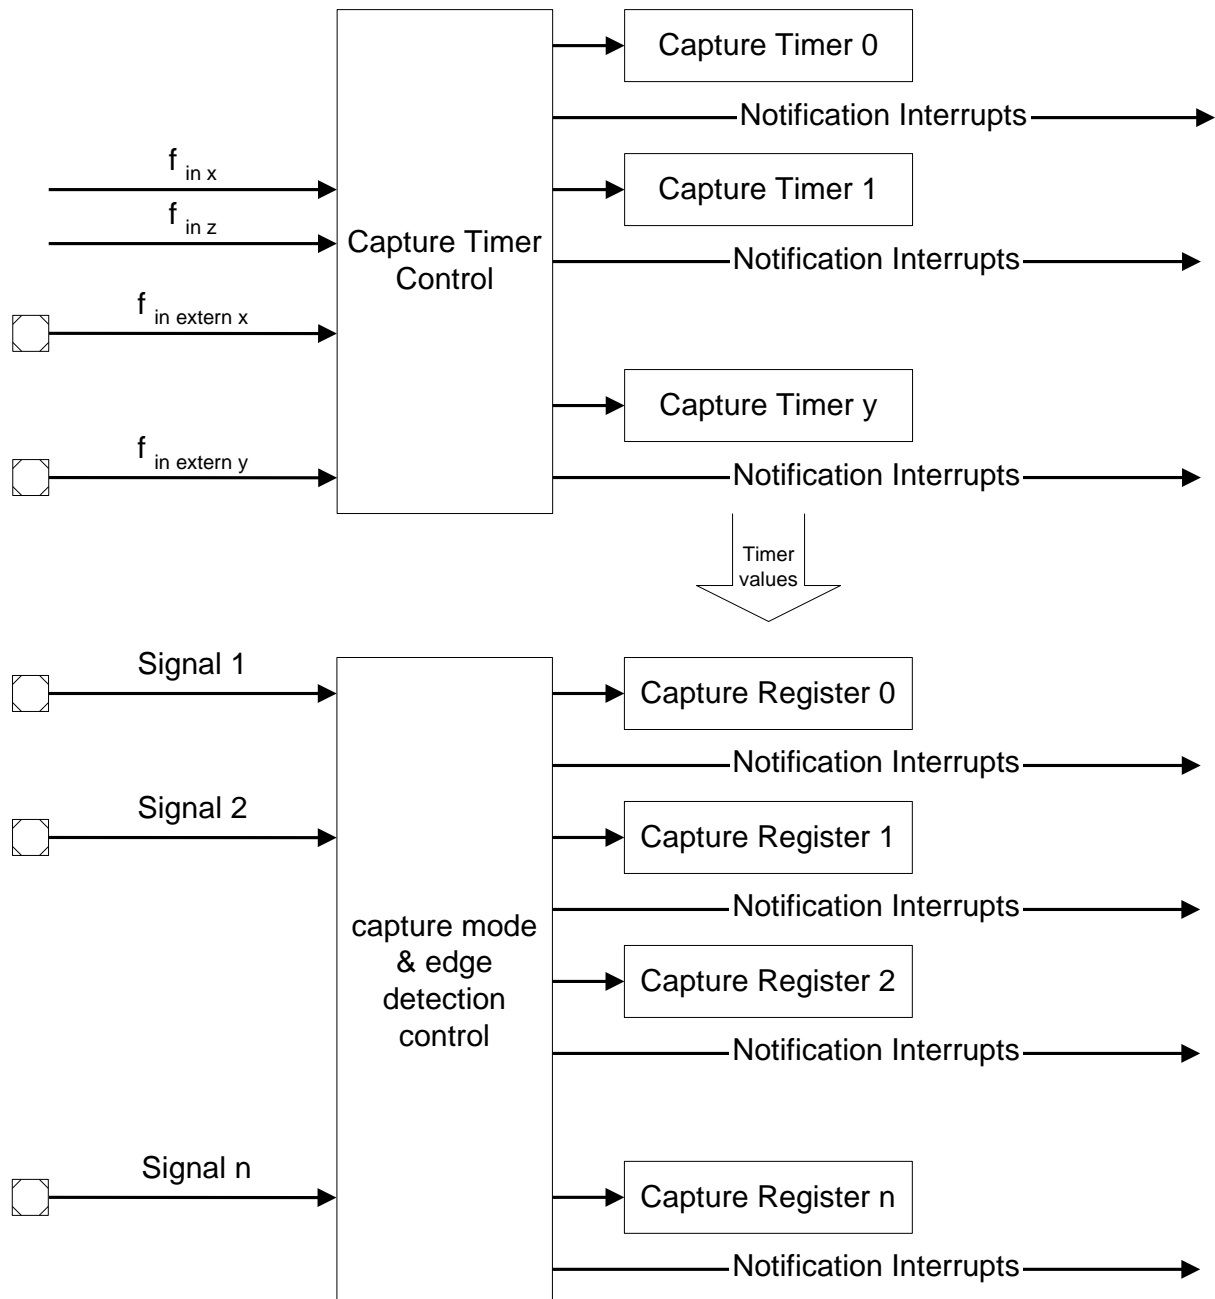 Capture Timer 0
Notification Interrupts
f in x
Capture Timer 1
f in z
Capture Timer
Control
Notification Interrupts
f in extern x
Capture Timer y
f in extern y
Notification Interrupts
Timer
values
Signal 1
Capture Register 0
Notification Interrupts
Signal 2
Capture Register 1
Notification Interrupts
capture mode
& edge
detection
control
Capture Register 2
Notification Interrupts
Signal n
Capture Register n
Notification Interrupts